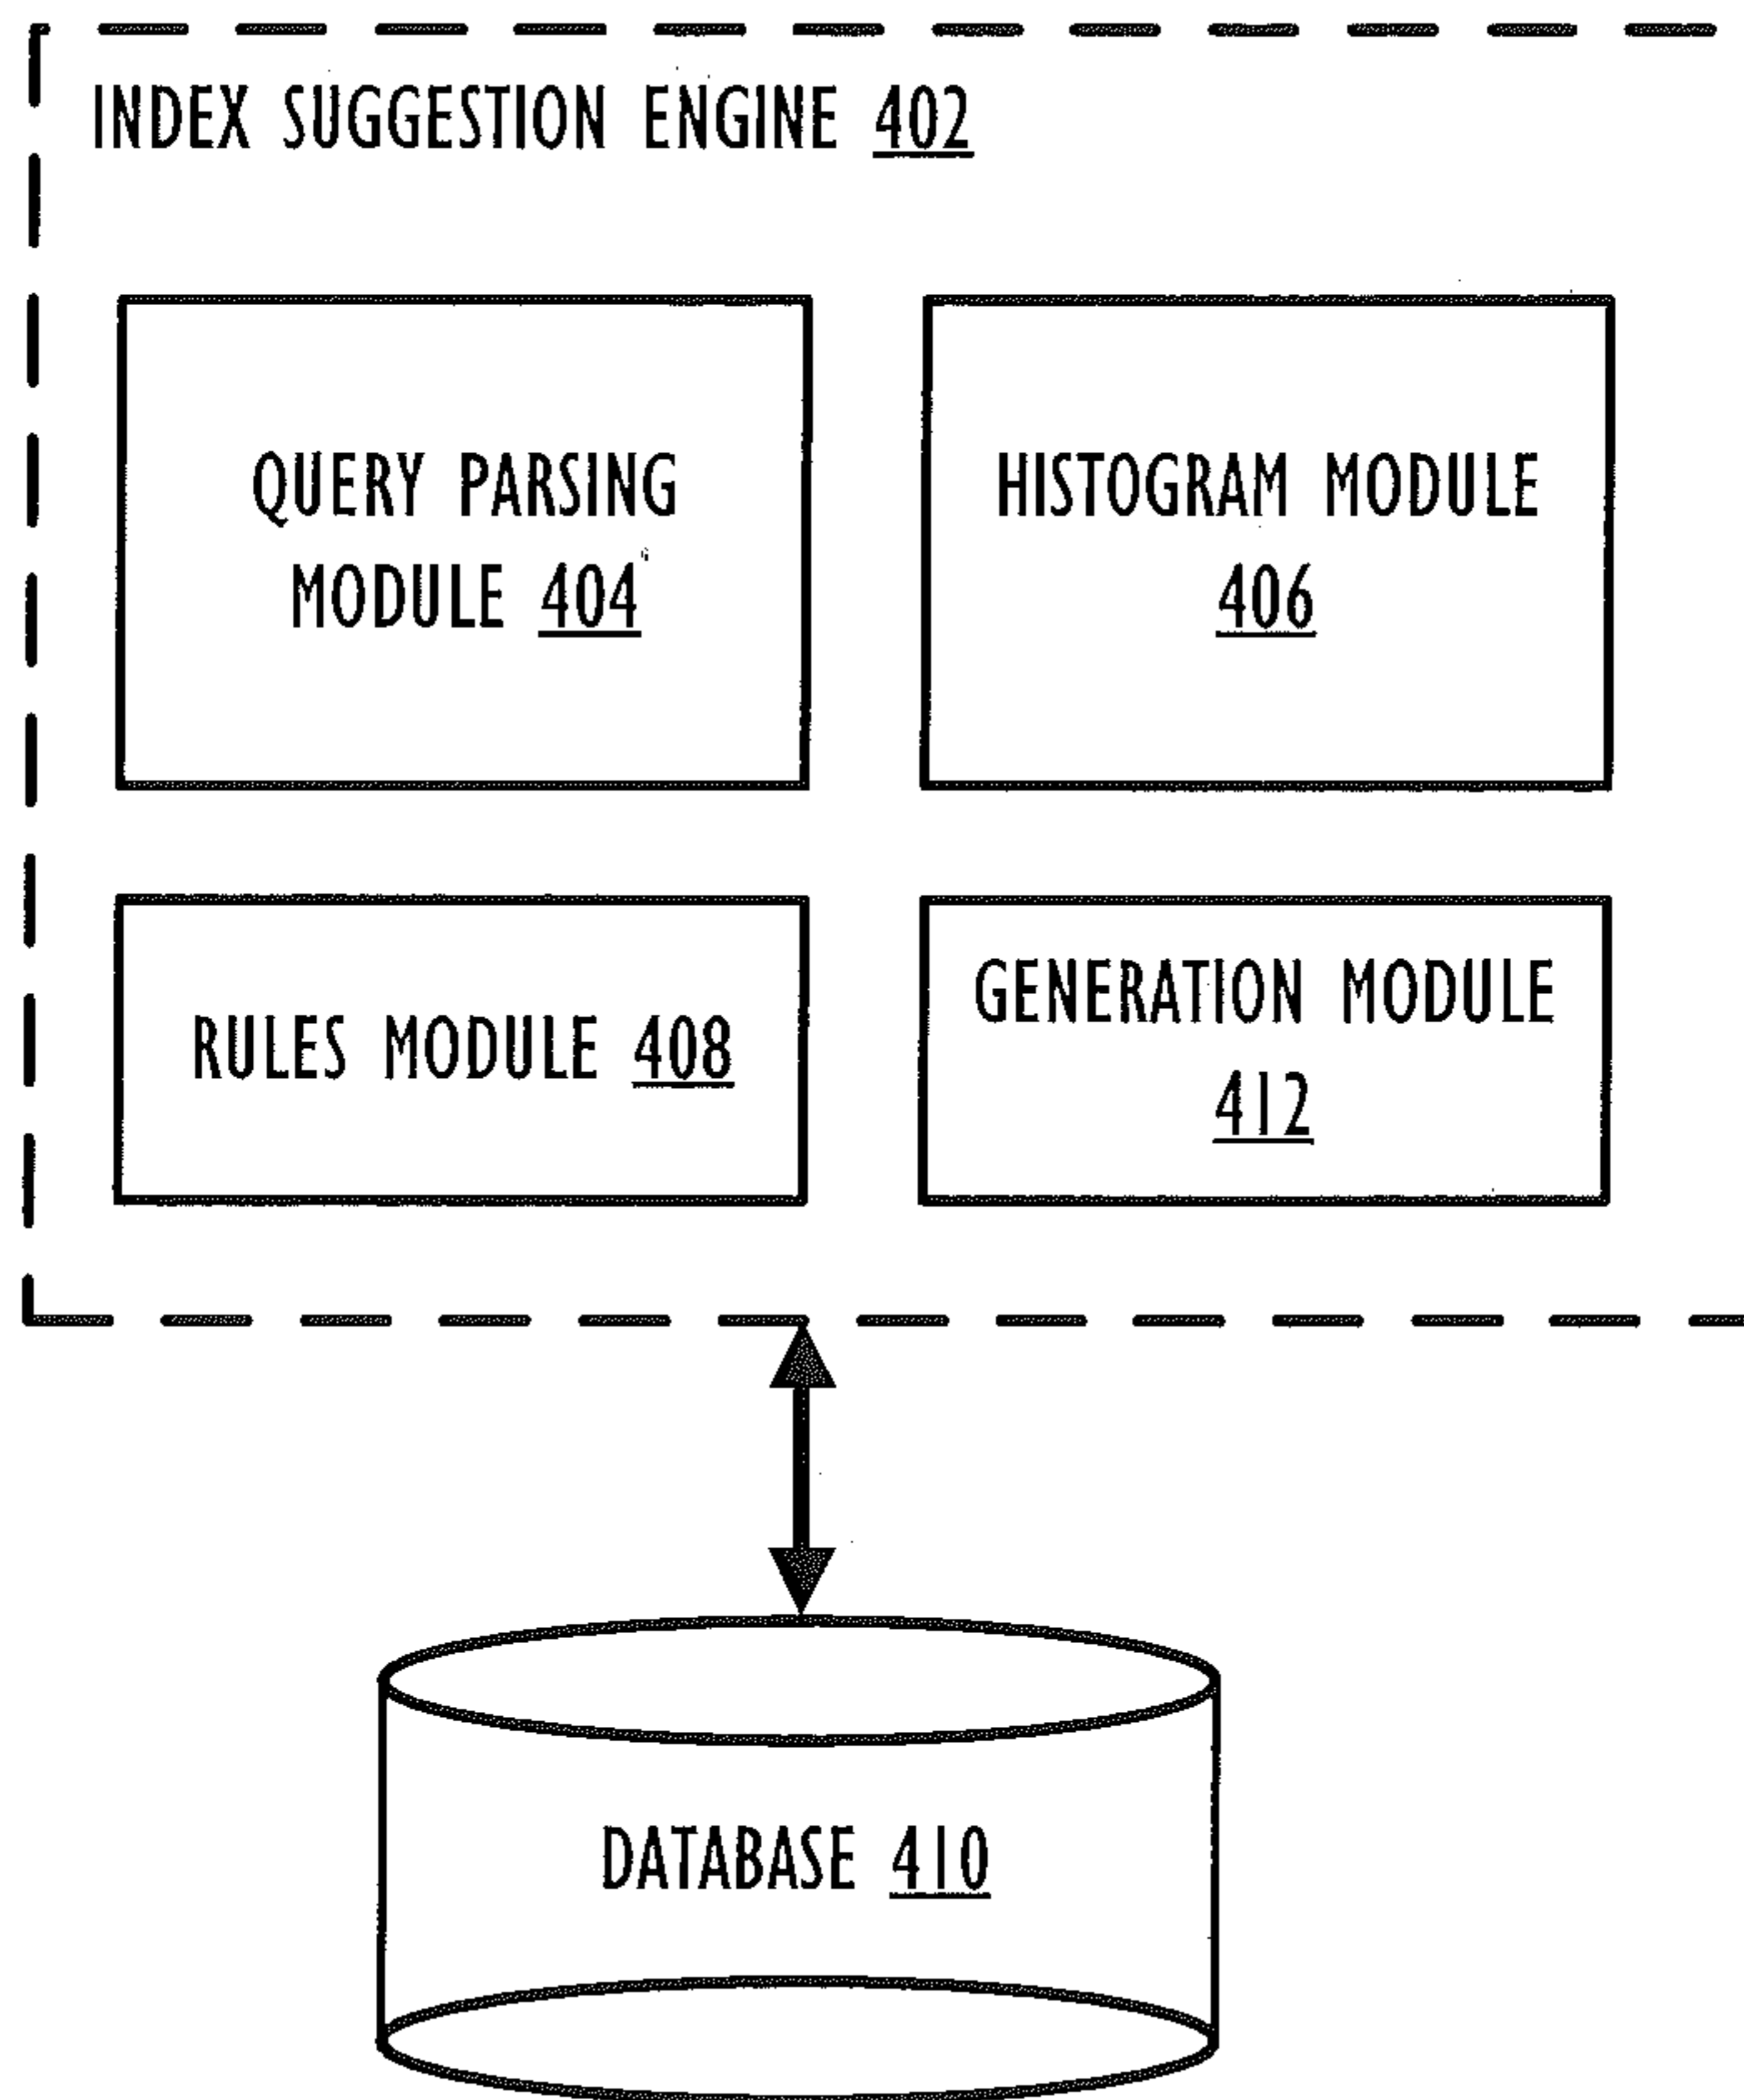 INDEX SUGGESTION ENGINE 402
QUERY PARSING
MODULE 404
HISTOGRAM MODULE
406
RULES MODULE 408
GENERATION MODULE
412
DATABASE 410